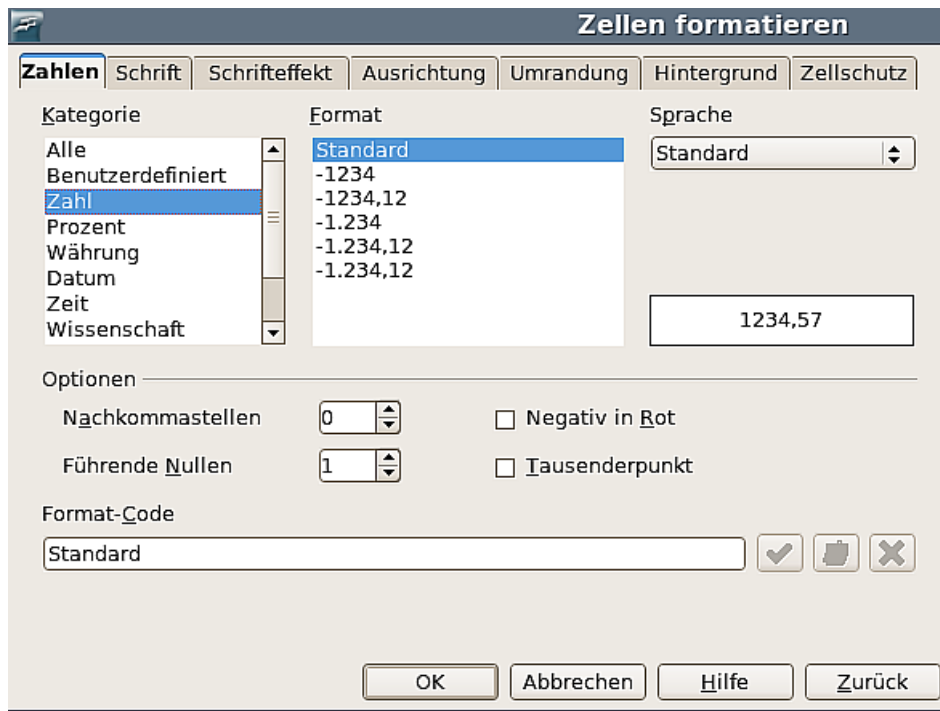 Zellen formatieren
Zahlen Schrift Schrifteffekt Ausrichtung Umrandung Hintergrund Zellschutz
Kategorie
Alle
Benutzerdefiniert
Zahl
Prozent
Währung
Datum
Zeit
Wissenschaft
Format
Standard
-1234
-1234,12
-1.234
-1.234,12
-1.234,12
Sprache
Standard
1234,57
Optionen
Nachkommastellen 0 Negativ in Rot
Führende Nullen 1 Tausenderpunkt
Format-Code
Standard
OK Abbrechen Hilfe Zurück